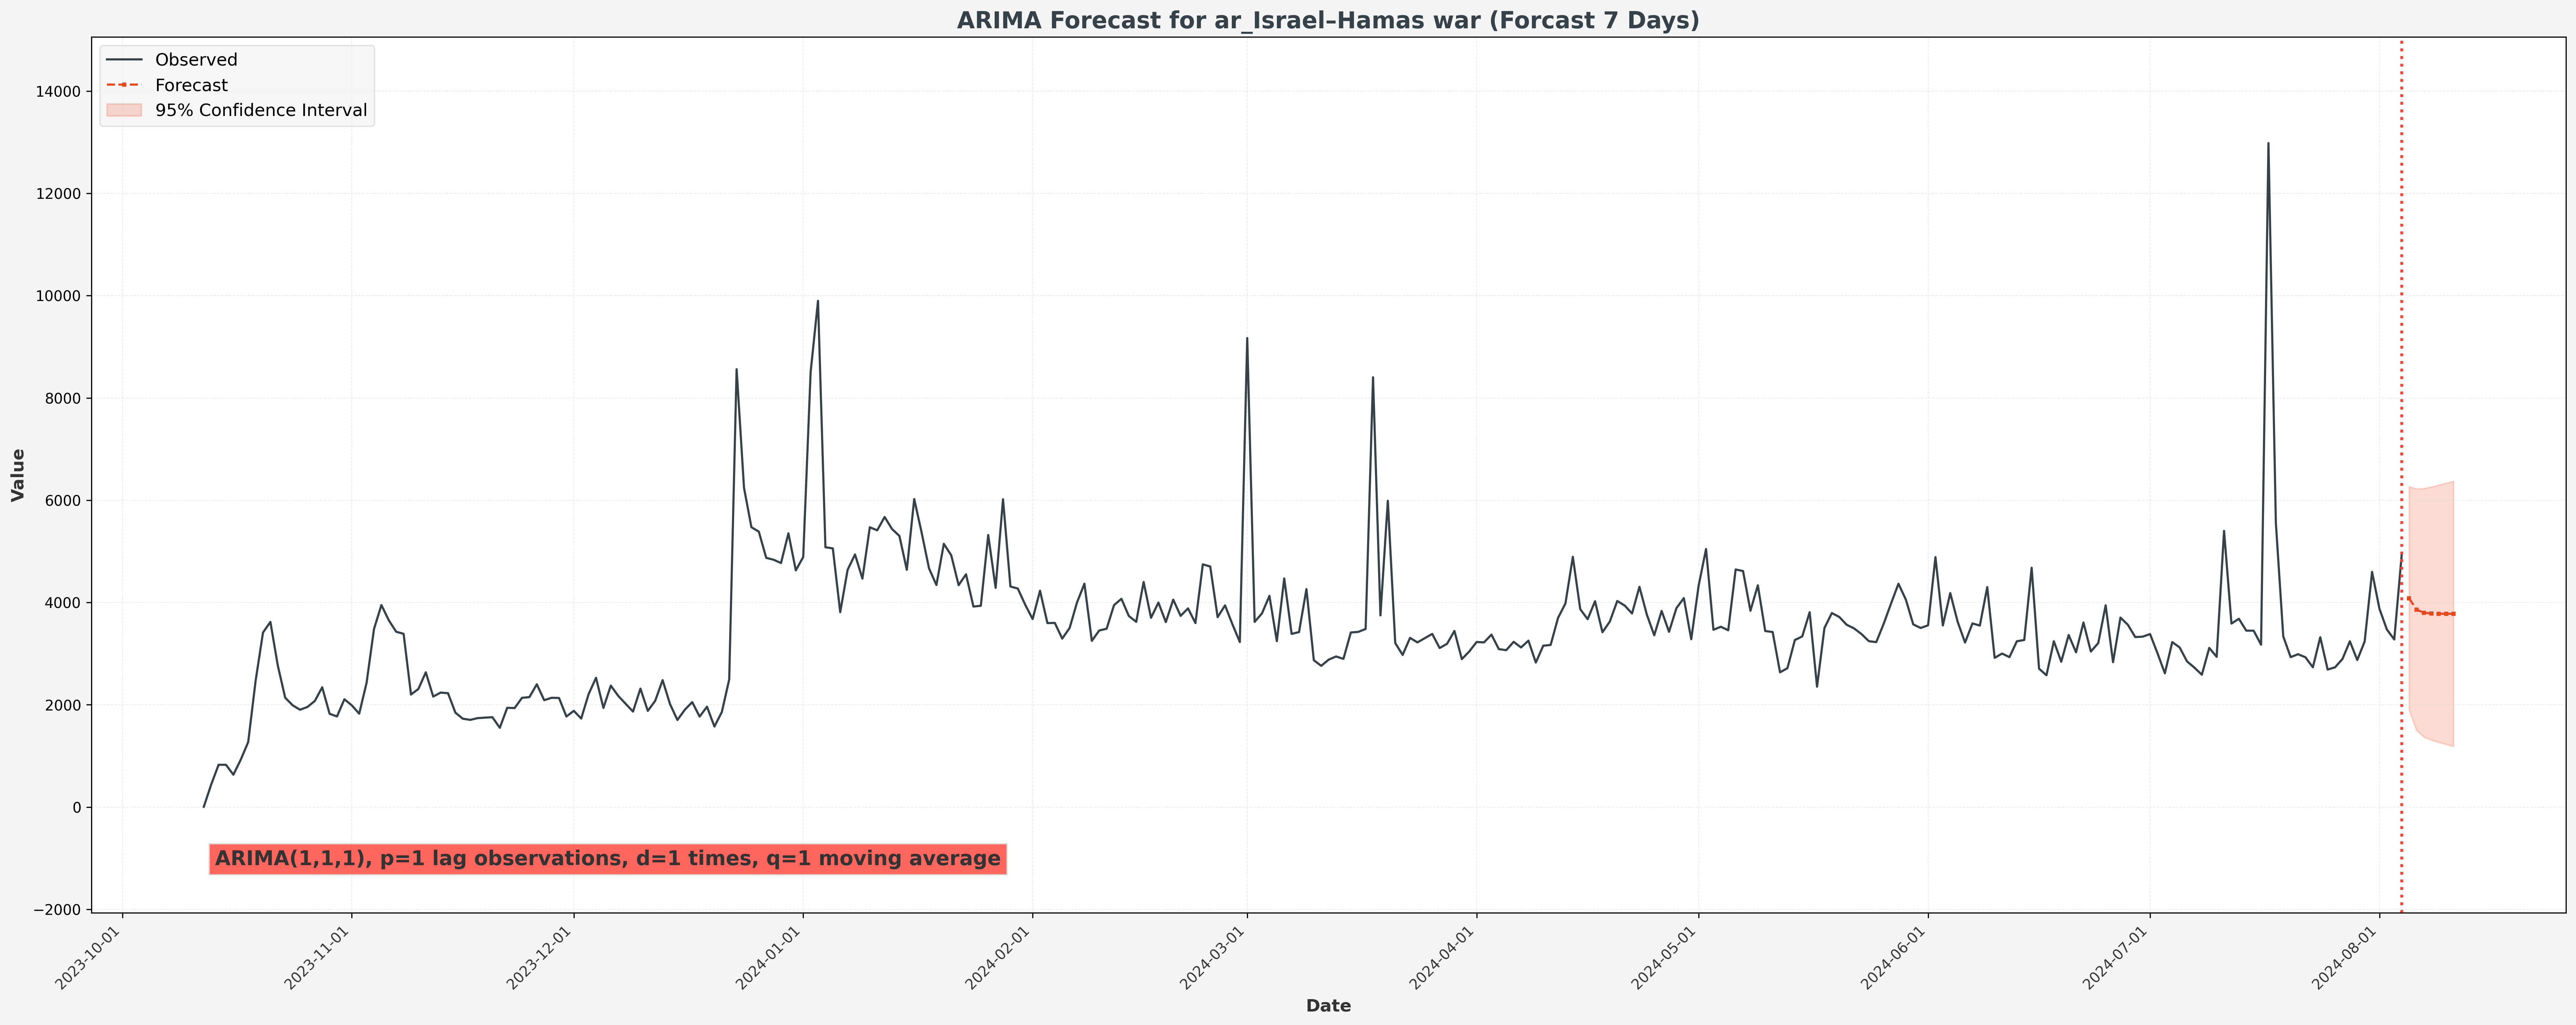 ARIMA Forecast for ar_Israel–Hamas war (Forcast 7 Days)
Observed
Forecast
95% Confidence Interval
Value
14000
12000
10000
8000
6000
4000
2000
0
−2000
ARIMA(1,1,1), p=1 lag observations, d=1 times, q=1 moving average
2023-10-01
2023-11-01
2023-12-01
2024-01-01
2024-02-01
2024-03-01
2024-04-01
2024-05-01
2024-06-01
2024-07-01
2024-08-01
Date